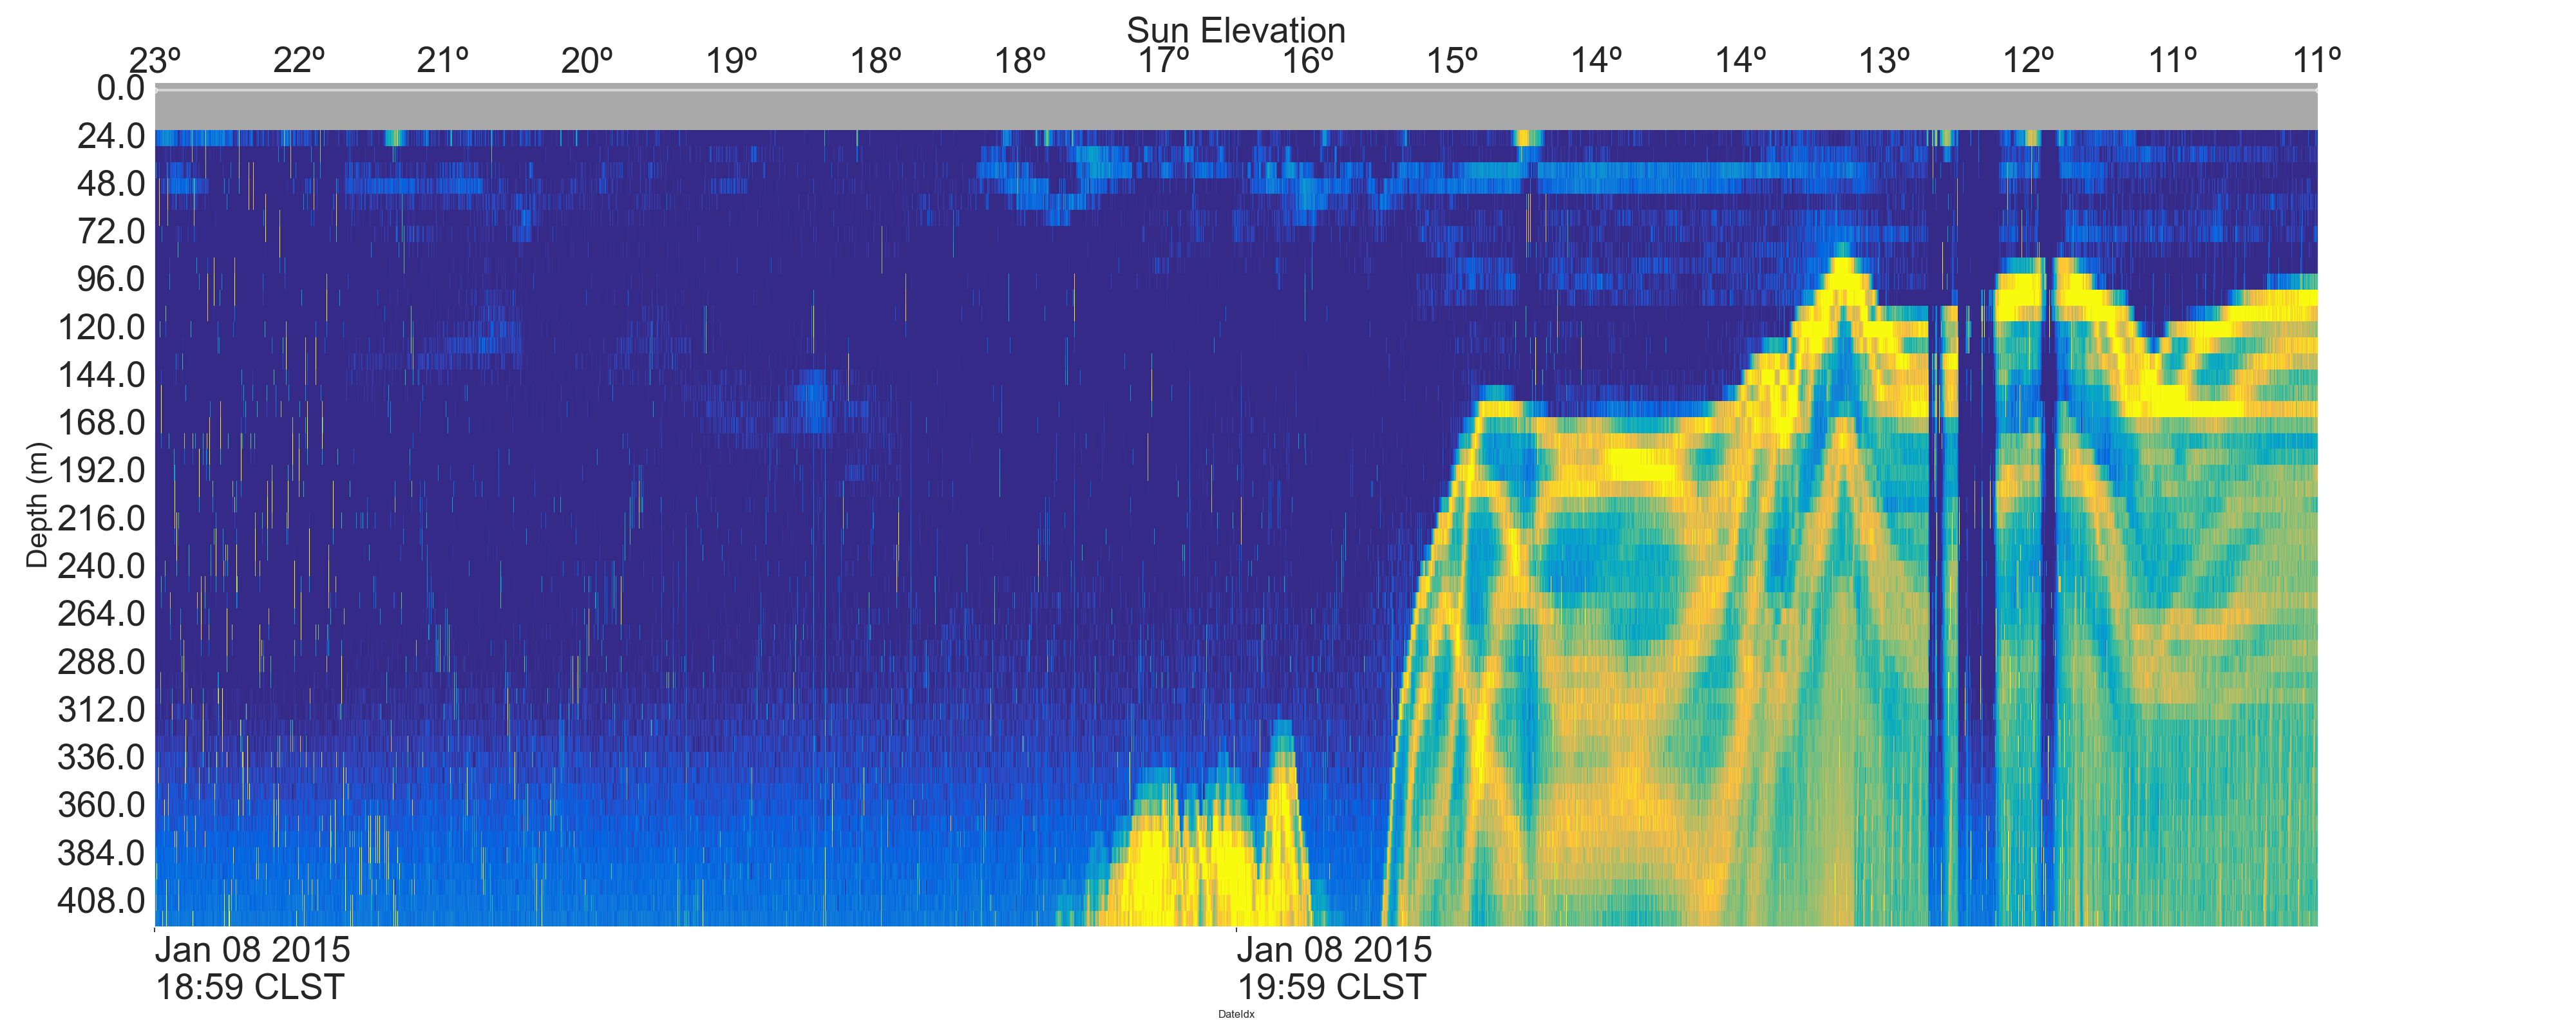 Sun Elevation
23º 22º 21º 20º 19º 18º 18º 17º 16º 15º 14º 14º 13º 12º 11º 11º
0.0
24.0
48.0
72.0
96.0
120.0
144.0
168.0
192.0
216.0
240.0
264.0
288.0
312.0
336.0
360.0
384.0
408.0
Depth (m)
Jan 08 2015
18:59 CLST
Jan 08 2015
19:59 CLST
DateIdx